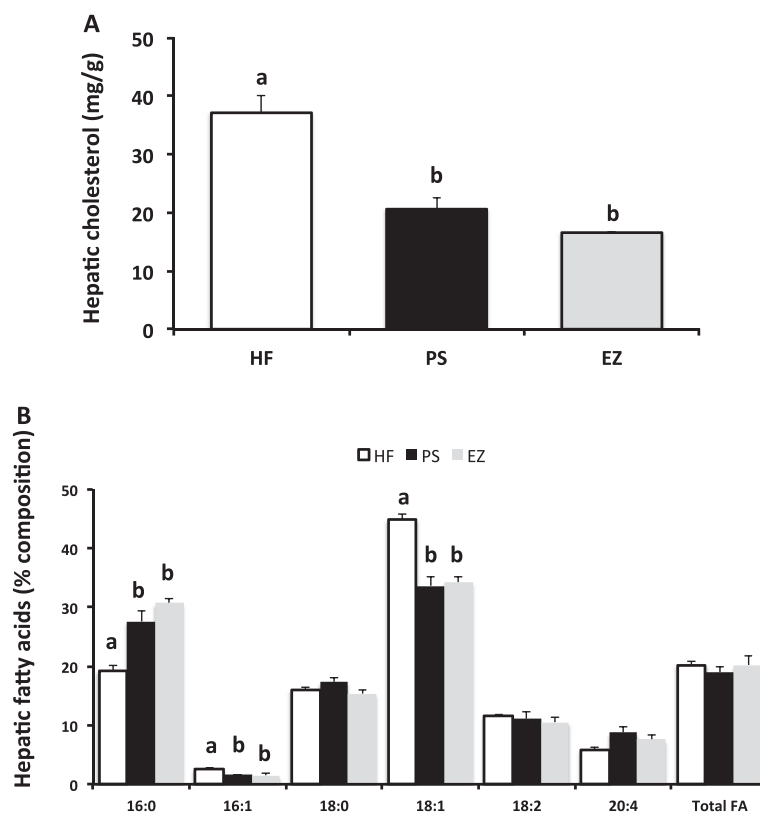 A
Hepatic cholesterol (mg/g)
50
40
30
20
10
0
a
b
b
HF PS EZ
B
Hepatic fatty acids (% composition)
HF PS EZ
50
40
30
20
10
0
a b b
a b b
a b b
16:0 16:1 18:0 18:1 18:2 20:4 Total FA